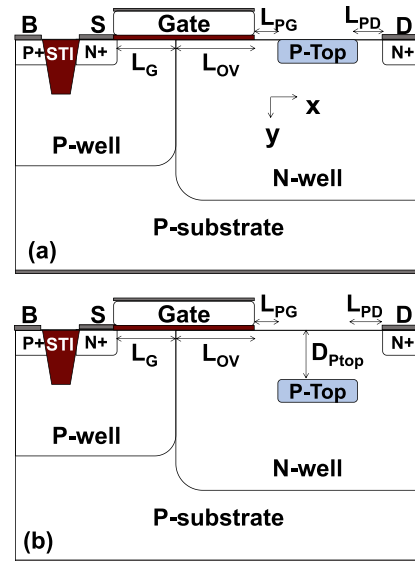 B S Gate L_PG L_PD D
P+ STI N+ P-Top N+
L_G L_OV
x
y
P-well
N-well
P-substrate
(a)
B S Gate L_PG L_PD D
P+ STI N+ L_G L_OV D_Ptop N+
P-Top
P-well
N-well
P-substrate
(b)